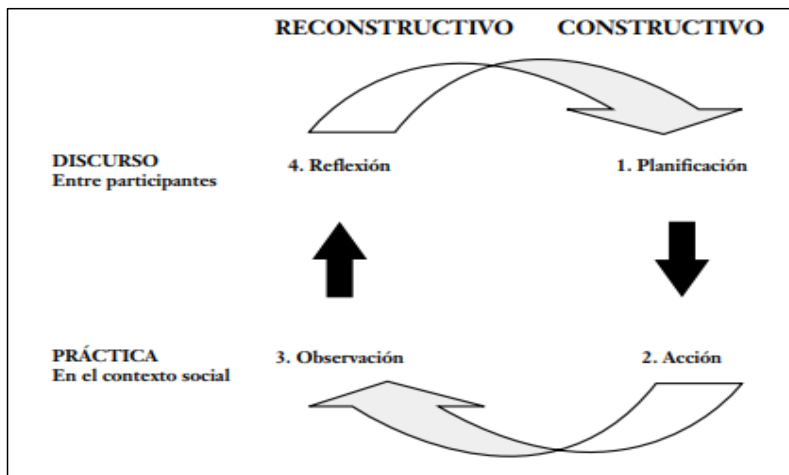 RECONSTRUCTIVO CONSTRUCTIVO
DISCURSO
Entre participantes
4. Reflexión
1. Planificación
PRÁCTICA
En el contexto social
3. Observación
2. Acción